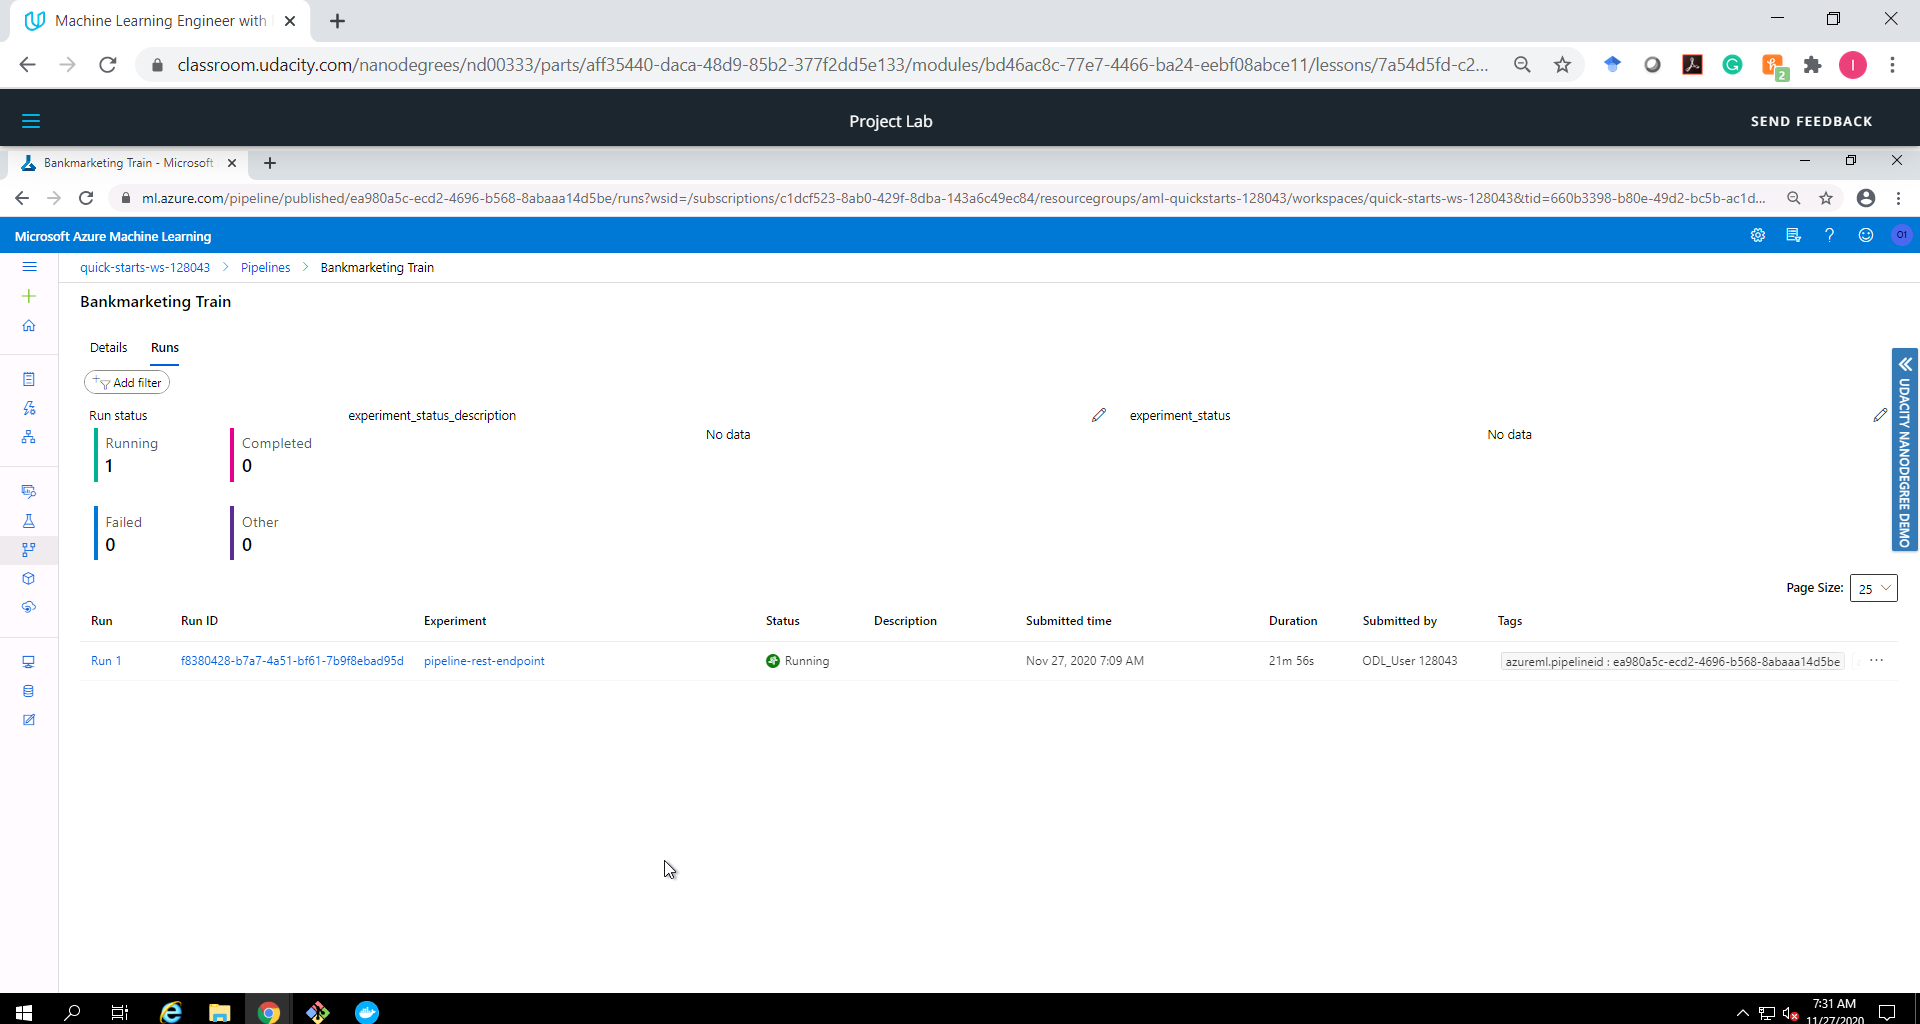 Machine Learning Engineer with
classroom.udacity.com/nanodegrees/nd00333/parts/aff35440-daca-48d9-85b2-377f2dd5e133/modules/bd46ac8c-77e7-4466-ba24-eebf08abce11/lessons/7a54d5fd-c2...
2
I
Project Lab
SEND FEEDBACK
Bankmarketing Train - Microsoft
ml.azure.com/pipeline/published/ea980a5c-ecd2-4696-b568-8abaaa14d5be/runs?wsid=/subscriptions/c1dcf523-8ab0-429f-8dba-143a6c49ec84/resourcegroups/aml-quickstarts-128043/workspaces/quick-starts-ws-128043&tid=660b3398-b80e-49d2-bc5b-ac1d...
Microsoft Azure Machine Learning
O1
quick-starts-ws-128043 > Pipelines > Bankmarketing Train
Bankmarketing Train
Details Runs
Add filter
Run status
Running
1
Completed
0
Failed
0
Other
0
experiment_status_description
No data
experiment_status
No data
UDACITY NANODEGREE DEMO
Page Size: 25
Run Run ID Experiment Status Description Submitted time Duration Submitted by Tags
Run 1 f8380428-b7a7-4a51-bf61-7b9f8ebad95d pipeline-rest-endpoint Running Nov 27, 2020 7:09 AM 21m 56s ODL_User 128043 azureml.pipelineid : ea980a5c-ecd2-4696-b568-8abaaa14d5be ...
7:31 AM
11/27/2020